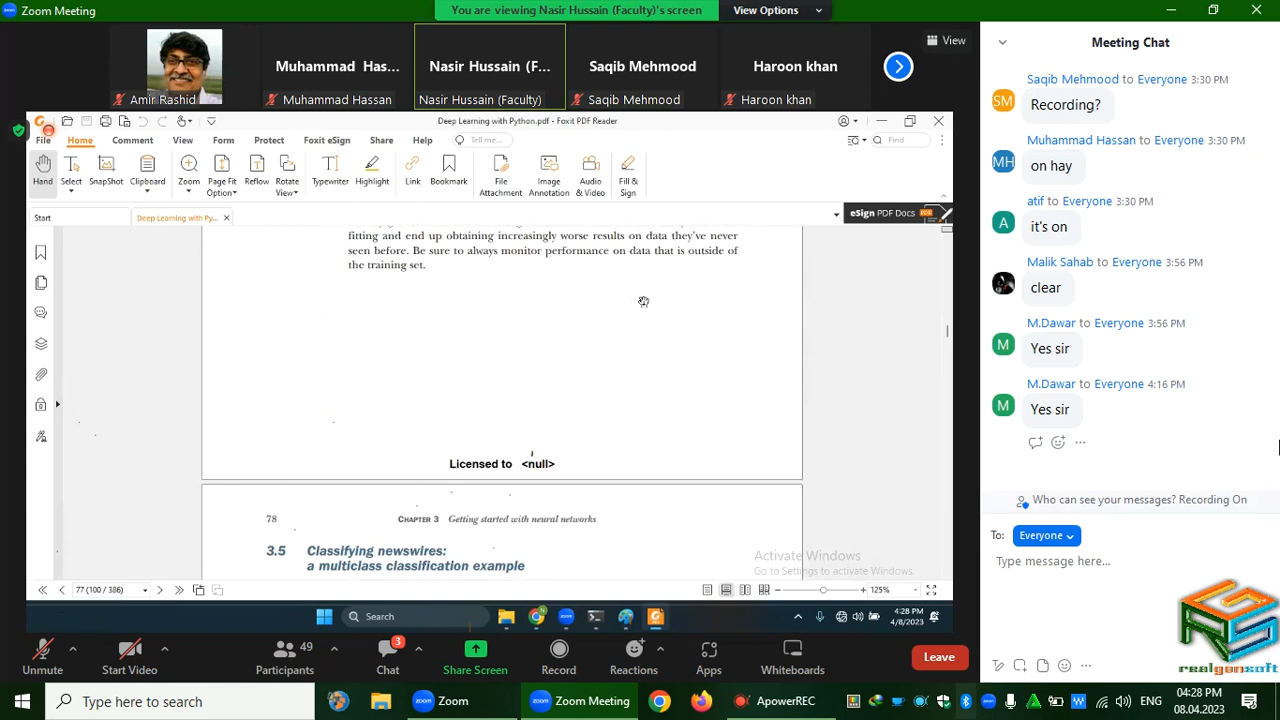 Zoom Meeting
You are viewing Nasir Hussain (Faculty)'s screen
View Options
View
Muhammad Has...
Nasir Hussain (F...
Saqib Mehmood
Haroon khan
Amir Rashid
Muhammad Hassan
Nasir Hussain (Faculty)
Saqib Mehmood
Haroon khan
Deep Learning with Python.pdf - Foxit PDF Reader
File Home Comment View Form Protect Foxit eSign Share Help Tell me... Find
Hand
Select
SnapShot
Clipboard
Zoom
Page Fit
Option
Reflow
Rotate
View
Typewriter
Highlight
Link
Bookmark
File
Attachment
Image
Annotation
Audio
& Video
Fill &
Sign
Start
Deep Learning with Py...
eSign PDF Docs
fitting and end up obtaining increasingly worse results on data they've never
seen before. Be sure to always monitor performance on data that is outside of
the training set.
Licensed to <null>
78 CHAPTER 3 Getting started with neural networks
3.5 Classifying newswires:
a multiclass classification example
Activate Windows
Go to Settings to activate Windows.
77 (100 / 386)
125%
Search
4:28 PM
4/8/2023
Unmute
Start Video
49
Participants
3
Chat
Share Screen
Record
Reactions
Apps
Whiteboards
Leave
Meeting Chat
Saqib Mehmood to Everyone 3:30 PM
SM
Recording?
Muhammad Hassan to Everyone 3:30 PM
MH
on hay
atif to Everyone 3:30 PM
A
it's on
Malik Sahab to Everyone 3:56 PM
clear
M.Dawar to Everyone 3:56 PM
M
Yes sir
M.Dawar to Everyone 4:16 PM
M
Yes sir
Who can see your messages? Recording On
To: Everyone
Type message here...
realgansoft
Type here to search
zoom Zoom
zoom Zoom Meeting
ApowerREC
ENG
04:28 PM
08.04.2023